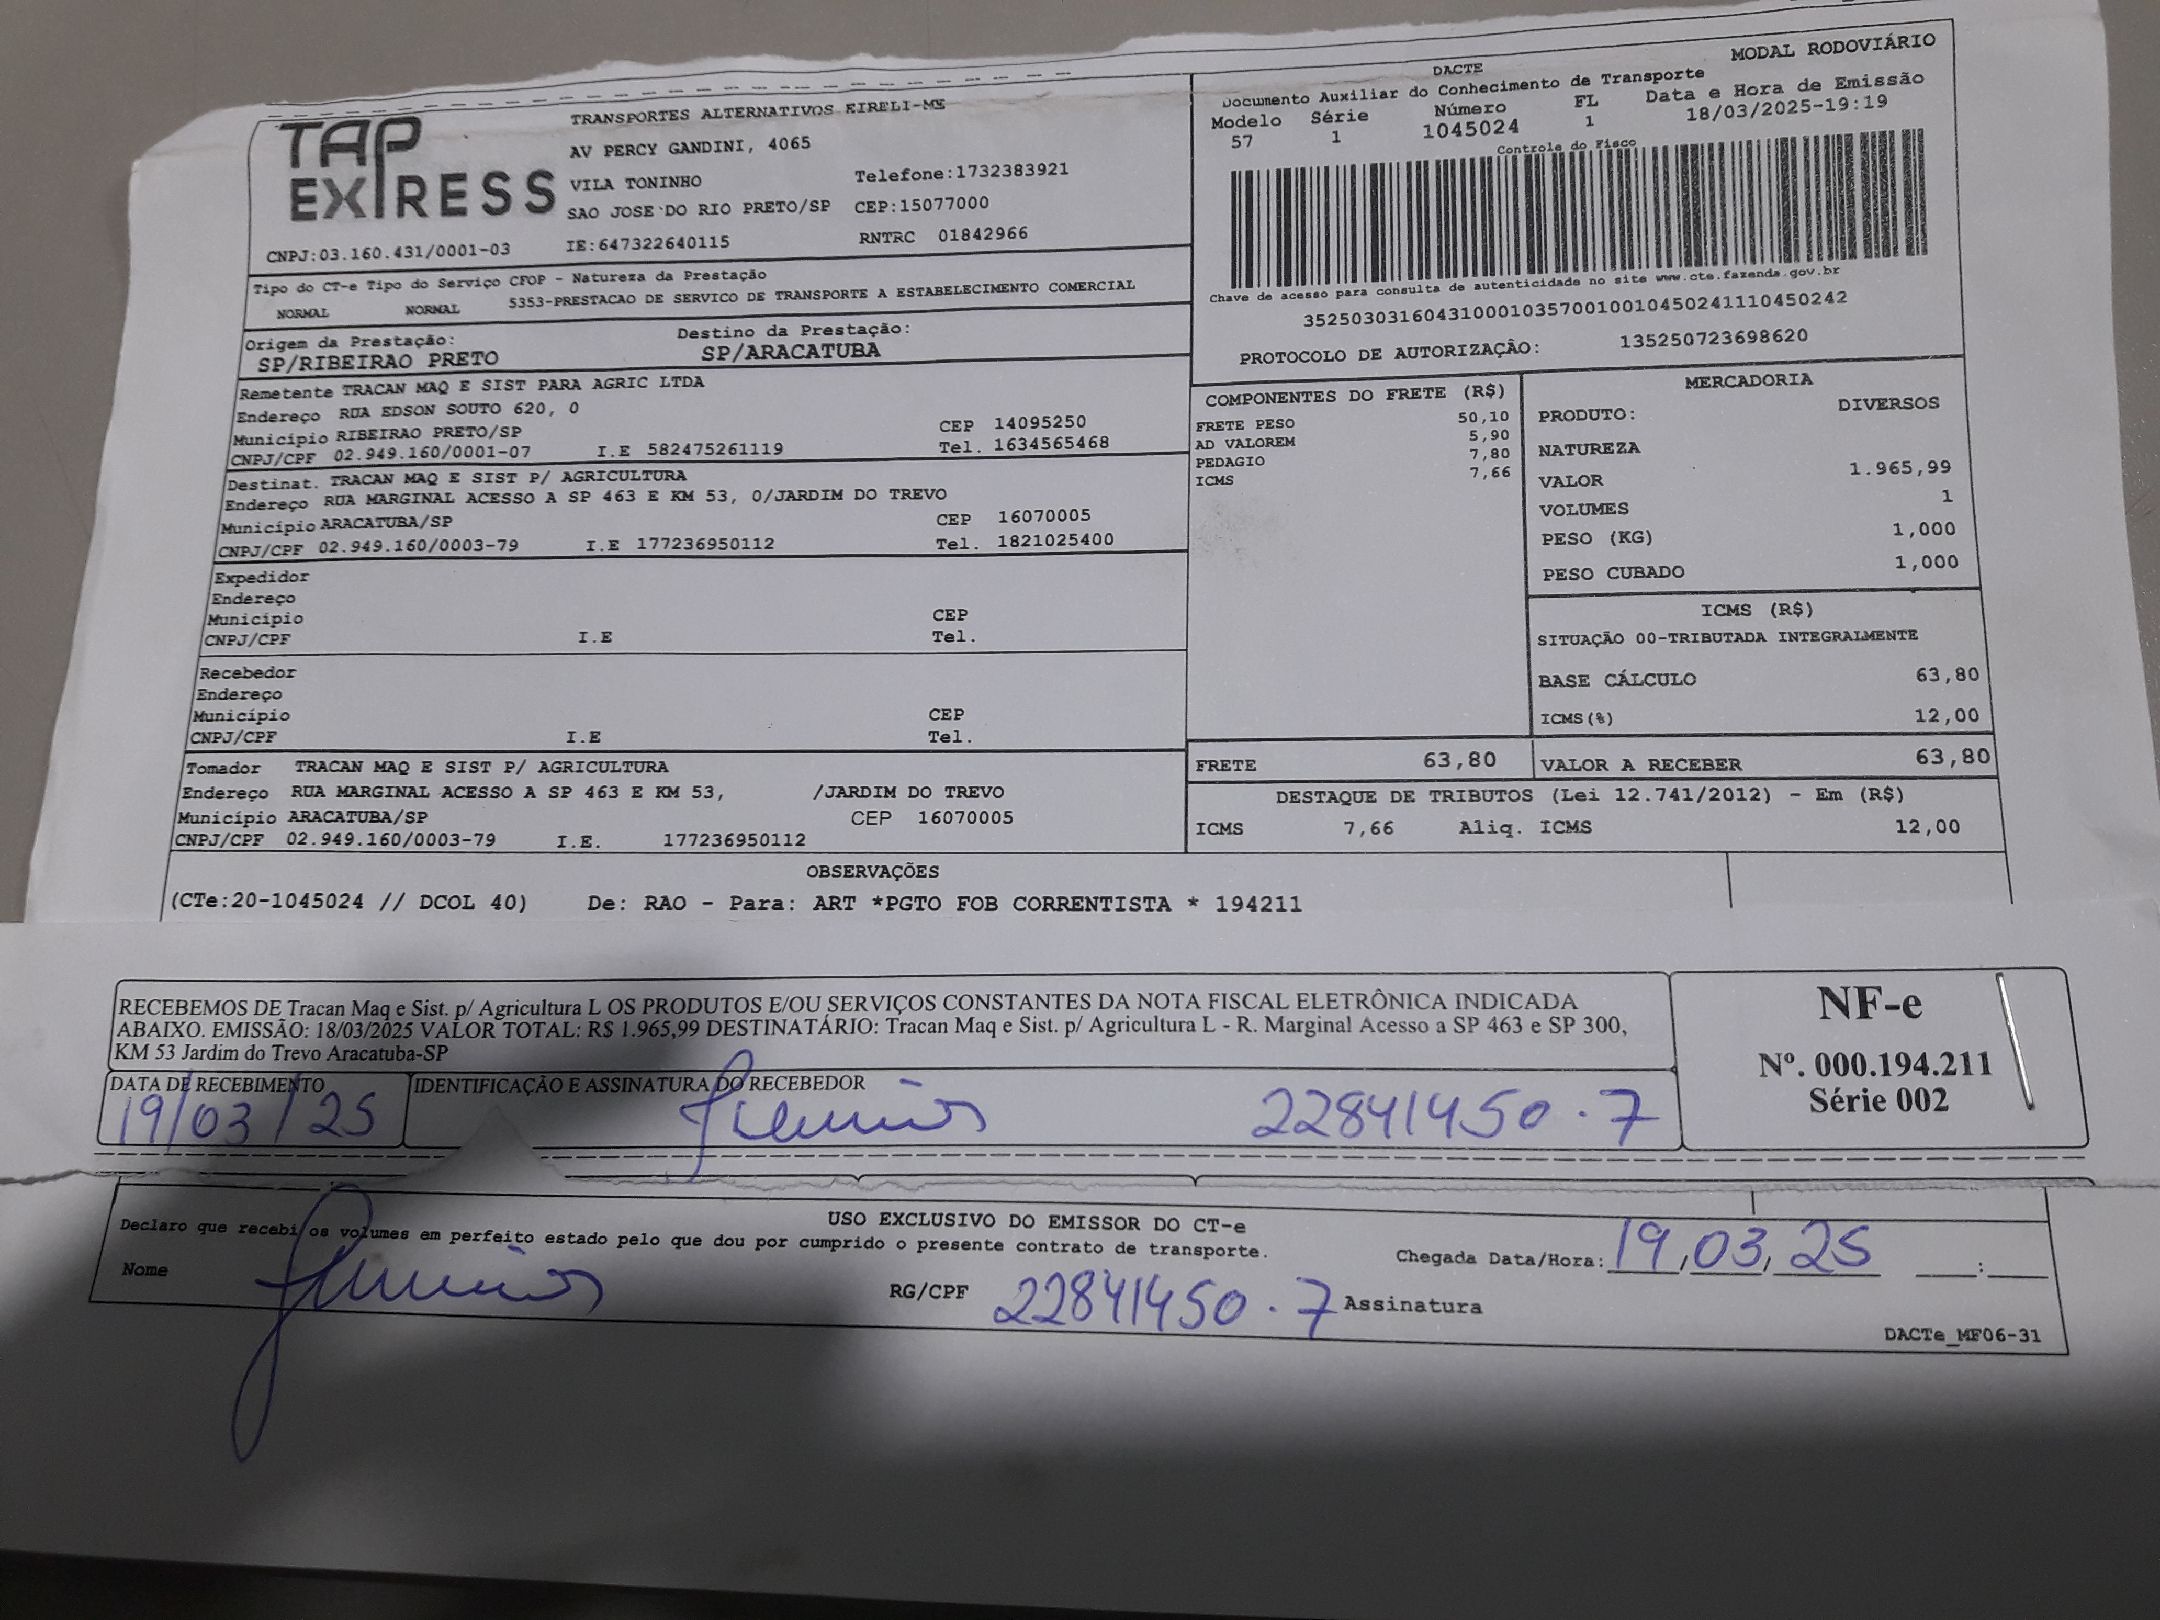 TAP
EXPRESS
TRANSPORTES ALTERNATIVOS EIRELI-ME
AV PERCY GANDINI, 4065
VILA TONINHO Telefone:1732383921
SAO JOSE DO RIO PRETO/SP CEP:15077000
CNPJ:03.160.431/0001-03 IE:647322640115 RNTRC 01842966
DACTE MODAL RODOVIÁRIO
Documento Auxiliar do Conhecimento de Transporte
Modelo Série Número FL Data e Hora de Emissão
57 1 1045024 1 18/03/2025-19:19
Controle do Fisco
Chave de acesso para consulta de autenticidade no site www.cte.fazenda.gov.br
35250303160431000103570010010450241110450242
PROTOCOLO DE AUTORIZAÇÃO: 135250723698620
Tipo do CT-e Tipo do Serviço CFOP - Natureza da Prestação
NORMAL NORMAL 5353-PRESTACAO DE SERVICO DE TRANSPORTE A ESTABELECIMENTO COMERCIAL
Origem da Prestação: Destino da Prestação:
SP/RIBEIRAO PRETO SP/ARACATUBA
Remetente TRACAN MAQ E SIST PARA AGRIC LTDA
Endereço RUA EDSON SOUTO 620, 0
Município RIBEIRAO PRETO/SP CEP 14095250
CNPJ/CPF 02.949.160/0001-07 I.E 582475261119 Tel. 1634565468
Destinat. TRACAN MAQ E SIST P/ AGRICULTURA
Endereço RUA MARGINAL ACESSO A SP 463 E KM 53, 0/JARDIM DO TREVO
Município ARACATUBA/SP CEP 16070005
CNPJ/CPF 02.949.160/0003-79 I.E 177236950112 Tel. 1821025400
Expedidor
Endereço
Município CEP
CNPJ/CPF I.E Tel.
Recebedor
Endereço
Município CEP
CNPJ/CPF I.E Tel.
Tomador TRACAN MAQ E SIST P/ AGRICULTURA
Endereço RUA MARGINAL ACESSO A SP 463 E KM 53, /JARDIM DO TREVO
Município ARACATUBA/SP CEP 16070005
CNPJ/CPF 02.949.160/0003-79 I.E. 177236950112
COMPONENTES DO FRETE (R$)
FRETE PESO 50,10
AD VALOREM 5,90
PEDAGIO 7,80
ICMS 7,66
MERCADORIA
PRODUTO: DIVERSOS
NATUREZA
VALOR 1.965,99
VOLUMES 1
PESO (KG) 1,000
PESO CUBADO 1,000
ICMS (R$)
SITUAÇÃO 00-TRIBUTADA INTEGRALMENTE
BASE CÁLCULO 63,80
ICMS(%) 12,00
FRETE 63,80 VALOR A RECEBER 63,80
DESTAQUE DE TRIBUTOS (Lei 12.741/2012) - Em (R$)
ICMS 7,66 Aliq. ICMS 12,00
OBSERVAÇÕES
(CTe:20-1045024 // DCOL 40) De: RAO - Para: ART *PGTO FOB CORRENTISTA * 194211
RECEBEMOS DE Tracan Maq e Sist. p/ Agricultura L OS PRODUTOS E/OU SERVIÇOS CONSTANTES DA NOTA FISCAL ELETRÔNICA INDICADA
ABAIXO. EMISSÃO: 18/03/2025 VALOR TOTAL: R$ 1.965,99 DESTINATÁRIO: Tracan Maq e Sist. p/ Agricultura L - R. Marginal Acesso a SP 463 e SP 300,
KM 53 Jardim do Trevo Aracatuba-SP
DATA DE RECEBIMENTO IDENTIFICAÇÃO E ASSINATURA DO RECEBEDOR
19/03/25 22841450.7
NF-e
Nº. 000.194.211
Série 002
USO EXCLUSIVO DO EMISSOR DO CT-e
Declaro que recebi os volumes em perfeito estado pelo que dou por cumprido o presente contrato de transporte.
Chegada Data/Hora: 19,03,25 :
Nome RG/CPF 22841450.7 Assinatura
DACTe_MF06-31